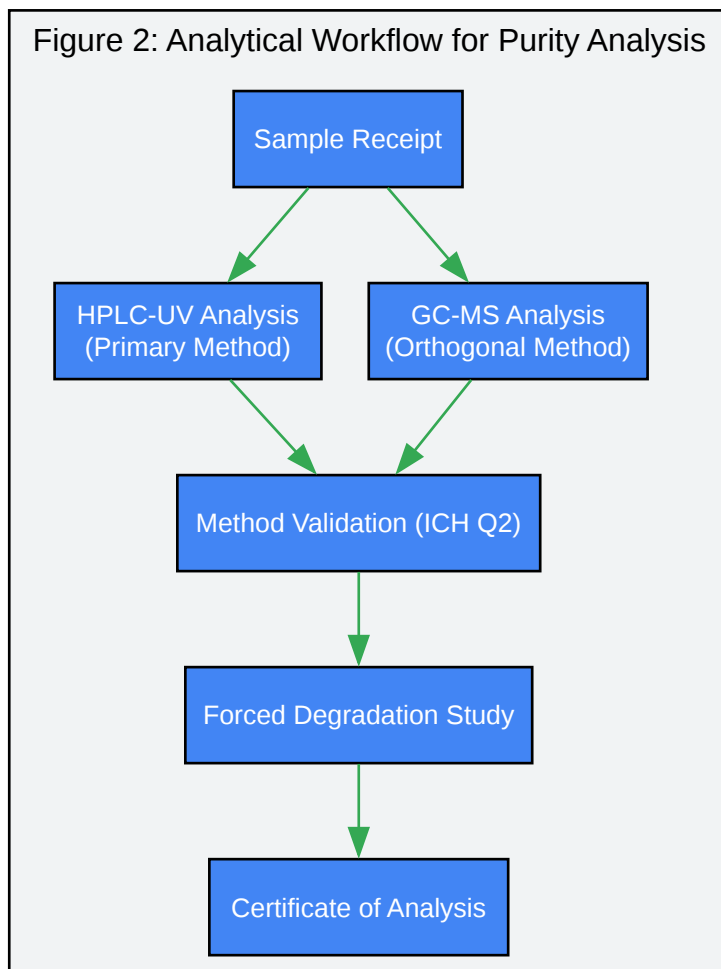 Figure 2: Analytical Workflow for Purity Analysis
Sample Receipt
HPLC-UV Analysis
(Primary Method)
GC-MS Analysis
(Orthogonal Method)
Method Validation (ICH Q2)
Forced Degradation Study
Certificate of Analysis